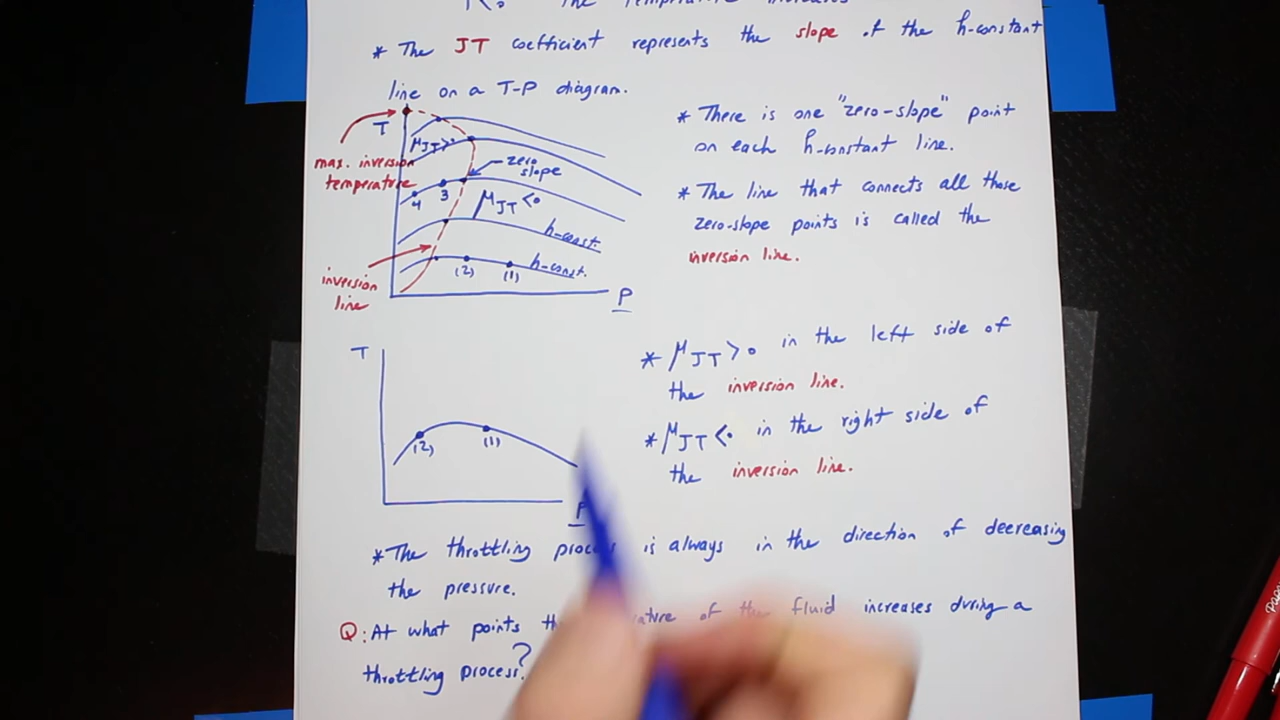 * The JT coefficient represents the slope of the h-constant
line on a T-P diagram.
T
max. inversion
temperature
μJT>0
zero
slope
4
3
μJT<0
h-const.
h-const.
(2)
(1)
inversion
line
P
* There is one "zero-slope" point
on each h-constant line.
* The line that connects all those
zero-slope points is called the
inversion line.
T
(2)
(1)
P
* μJT>0 in the left side of
the inversion line.
* μJT<0 in the right side of
the inversion line.
* The throttling process is always in the direction of decreasing
the pressure.
Q: At what points of the fluid increases during a
throttling process?